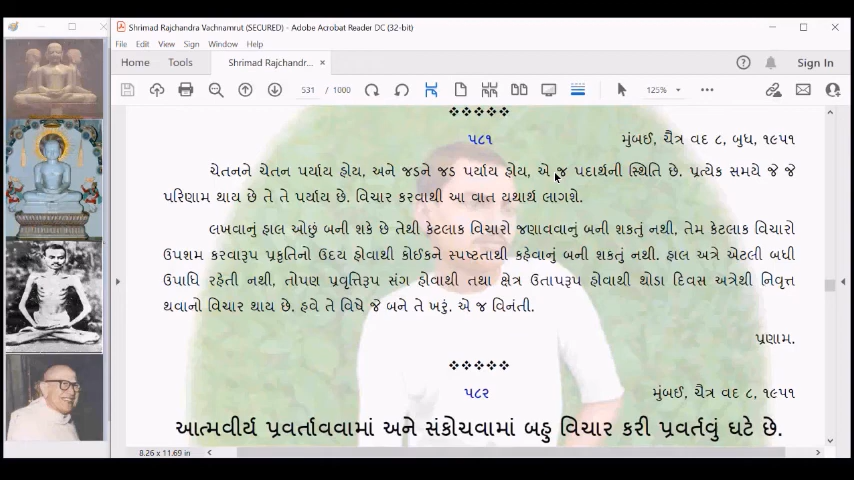 Shrimad Rajchandra Vachnamrut (SECURED) - Adobe Acrobat Reader DC (32-bit)
File Edit View Sign Window Help
Home Tools Shrimad Rajchandr... × Sign In
531 / 1000 125%
૫૮૧ મુંબઈ, ચૈત્ર વદ ૮, બુધ, ૧૯૫૧
ચેતનને ચેતન પર્યાય હોય, અને જડને જડ પર્યાય હોય, એ જ પદાર્થની સ્થિતિ છે. પ્રત્યેક સમયે જે જે
પરિણામ થાય છે તે તે પર્યાય છે. વિચાર કરવાથી આ વાત યથાર્થ લાગશે.
લખવાનું હાલ ઓછું બની શકે છે તેથી કેટલાક વિચારો જણાવવાનું બની શકતું નથી, તેમ કેટલાક વિચારો
ઉપશમ કરવારૂપ પ્રકૃતિનો ઉદય હોવાથી કોઈકને સ્પષ્ટતાથી કહેવાનું બની શકતું નથી. હાલ અત્રે એટલી બધી
ઉપાધિ રહેતી નથી, તોપણ પ્રવૃત્તિરૂપ સંગ હોવાથી તથા ક્ષેત્ર ઉતાપરૂપ હોવાથી થોડા દિવસ અત્રેથી નિવૃત્ત
થવાનો વિચાર થાય છે. હવે તે વિષે જે બને તે ખરું. એ જ વિનંતી.
પ્રણામ.
૫૮૨ મુંબઈ, ચૈત્ર વદ ૮, ૧૯૫૧
આત્મવીર્ય પ્રવર્તાવવામાં અને સંકોચવામાં બહુ વિચાર કરી પ્રવર્તવું ઘટે છે.
8.26 x 11.69 in